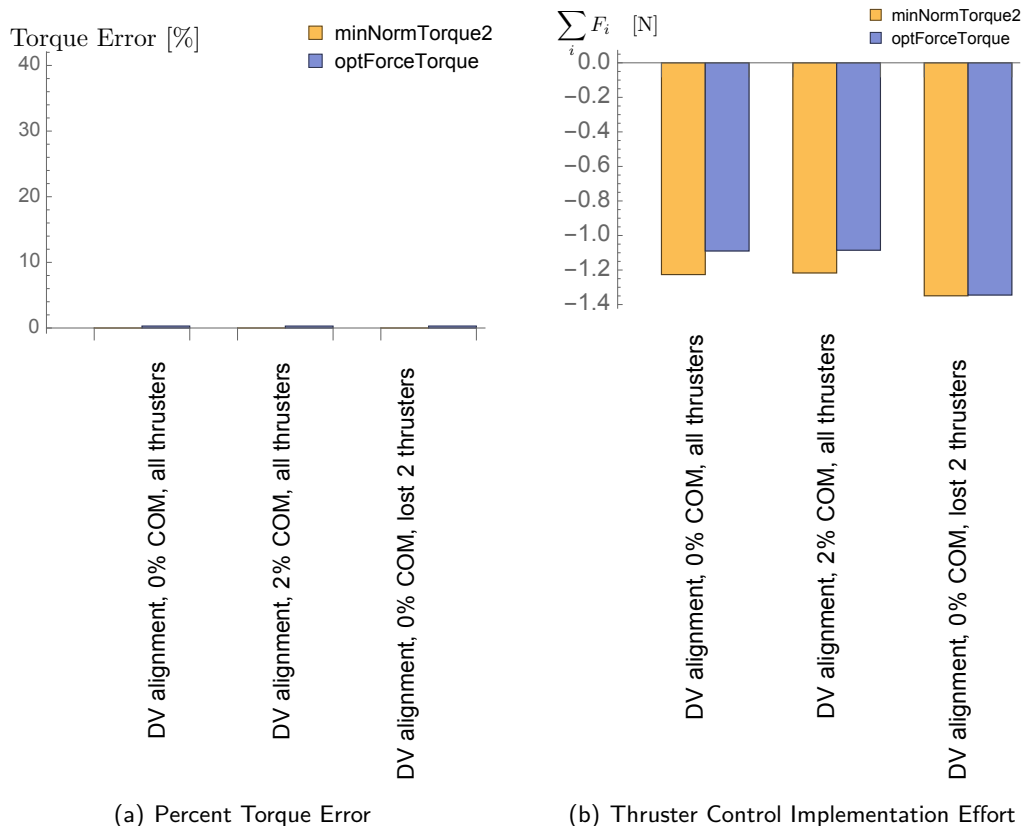 Torque Error [%]
minNormTorque2
optForceTorque
40
30
20
10
0
DV alignment, 0% COM, all thrusters
DV alignment, 2% COM, all thrusters
DV alignment, 0% COM, lost 2 thrusters
(a) Percent Torque Error
∑ᵢ Fᵢ [N]
minNormTorque2
optForceTorque
0.0
−0.2
−0.4
−0.6
−0.8
−1.0
−1.2
−1.4
DV alignment, 0% COM, all thrusters
DV alignment, 2% COM, all thrusters
DV alignment, 0% COM, lost 2 thrusters
(b) Thruster Control Implementation Effort